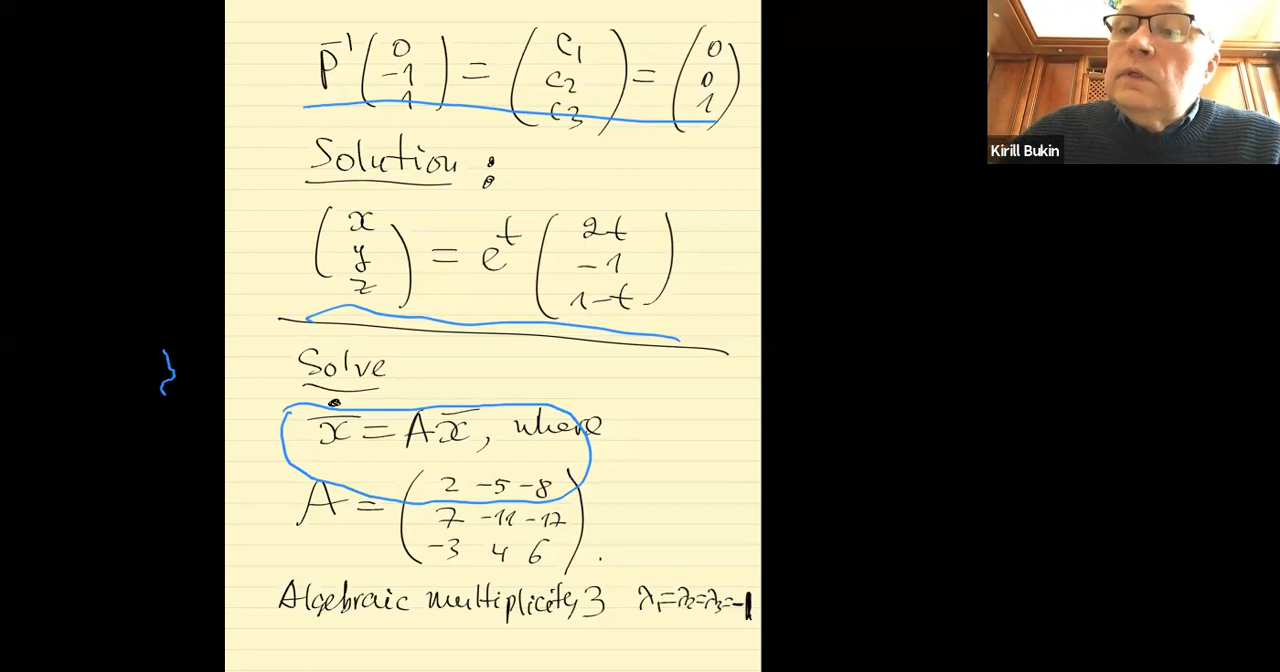 P⁻¹ (0 -1 1) = (c₁ c₂ c₃) = (0 0 1)
Kirill Bukin
Solution :
(x y z) = eᵗ (2t -1 1-t)
Solve
ẋ̄ = Ax̄, where
A = (2 -5 -8
7 -11 -17
-3 4 6).
Algebraic multiplicity 3 λ₁=λ₂=λ₃=-1